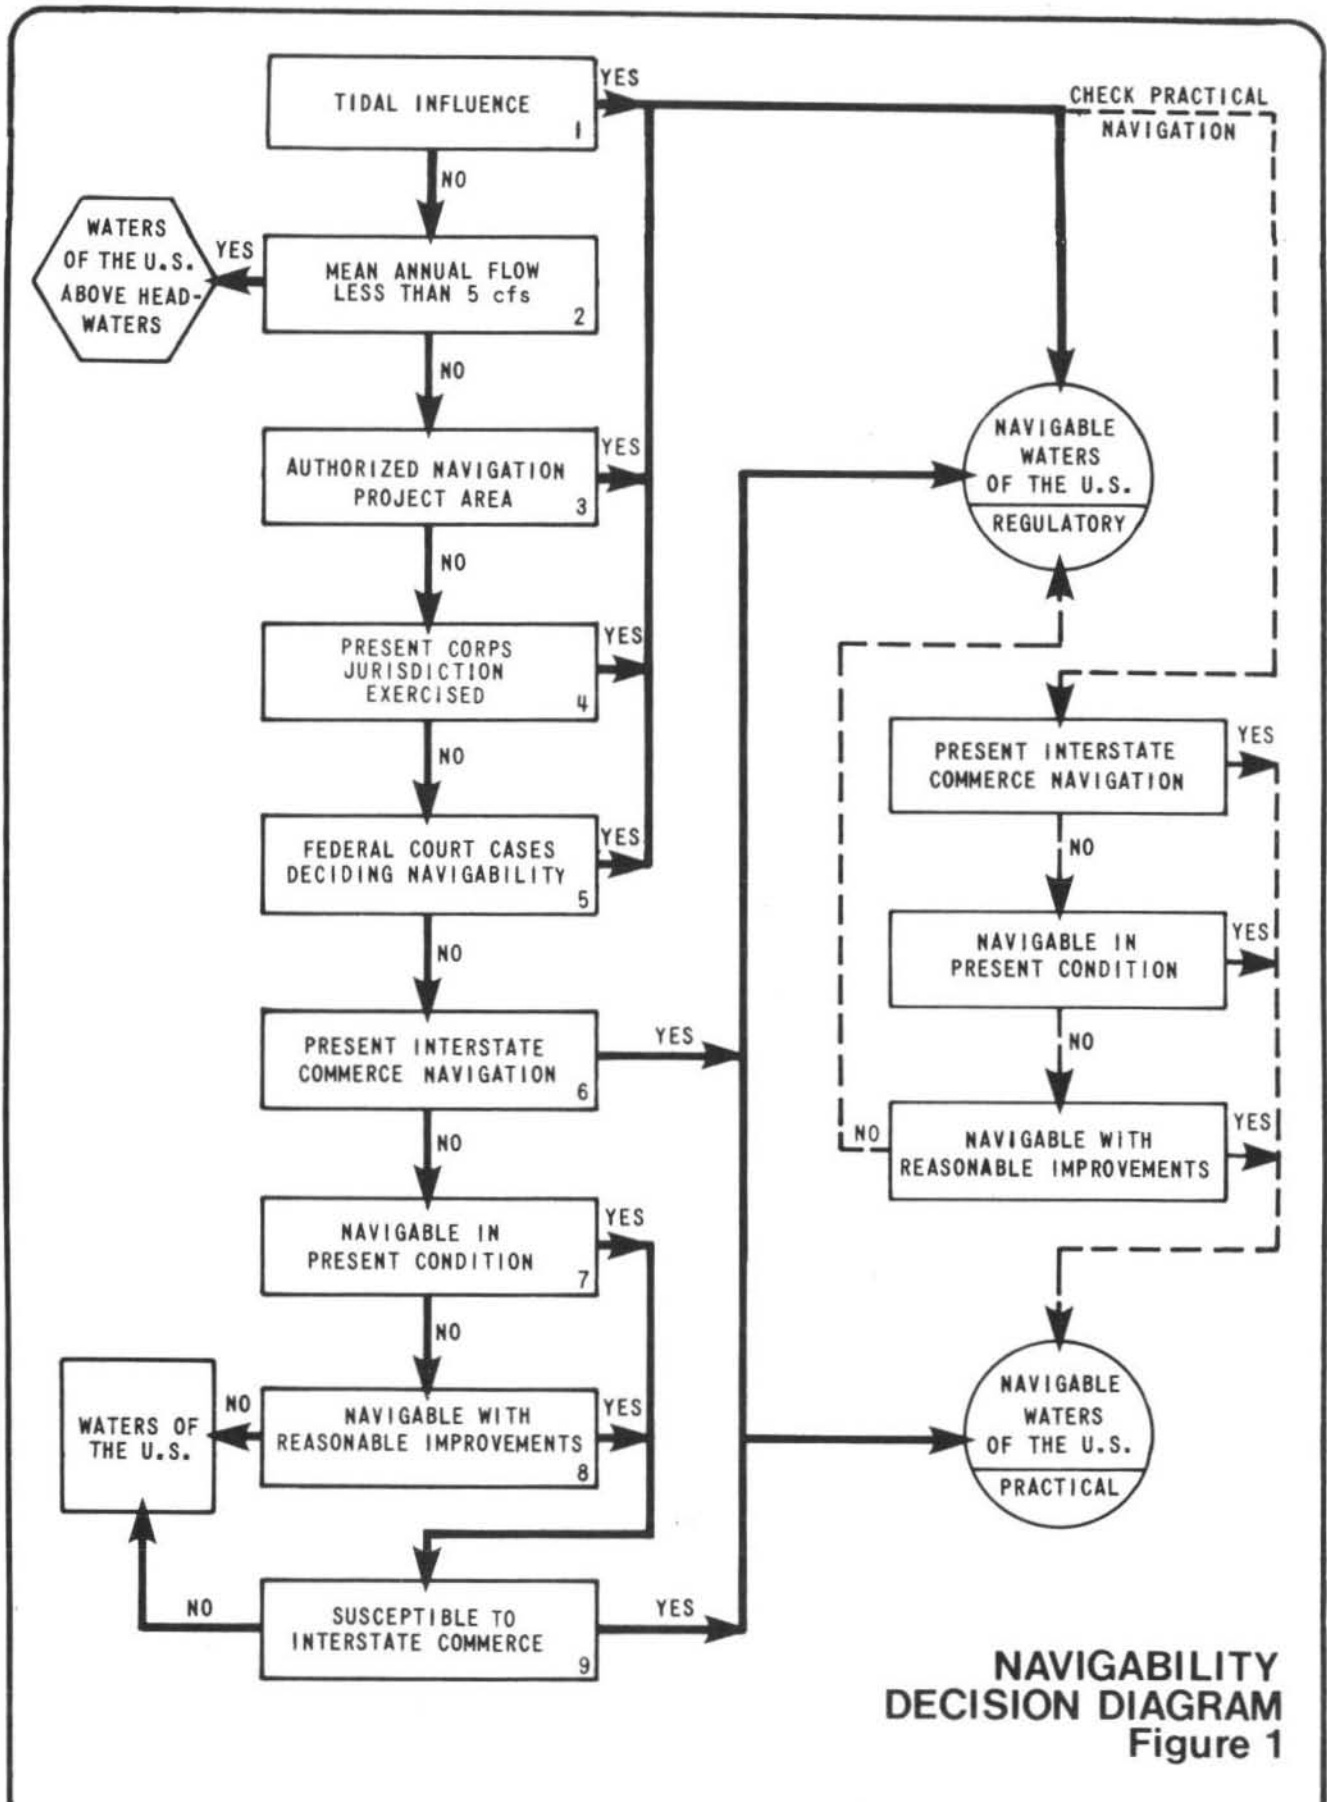 TIDAL INFLUENCE
1
YES
NO
CHECK PRACTICAL
NAVIGATION
WATERS
OF THE U.S.
ABOVE HEAD-
WATERS
YES
MEAN ANNUAL FLOW
LESS THAN 5 cfs
2
NO
AUTHORIZED NAVIGATION
PROJECT AREA
3
YES
NO
NAVIGABLE
WATERS
OF THE U.S.
REGULATORY
PRESENT CORPS
JURISDICTION
EXERCISED
4
YES
NO
FEDERAL COURT CASES
DECIDING NAVIGABILITY
5
YES
NO
PRESENT INTERSTATE
COMMERCE NAVIGATION
6
YES
NO
NAVIGABLE IN
PRESENT CONDITION
7
YES
NO
WATERS OF
THE U.S.
NO
NAVIGABLE WITH
REASONABLE IMPROVEMENTS
8
YES
NO
SUSCEPTIBLE TO
INTERSTATE COMMERCE
9
YES
PRESENT INTERSTATE
COMMERCE NAVIGATION
YES
NO
NAVIGABLE IN
PRESENT CONDITION
YES
NO
NO
NAVIGABLE WITH
REASONABLE IMPROVEMENTS
YES
NAVIGABLE
WATERS
OF THE U.S.
PRACTICAL
NAVIGABILITY
DECISION DIAGRAM
Figure 1